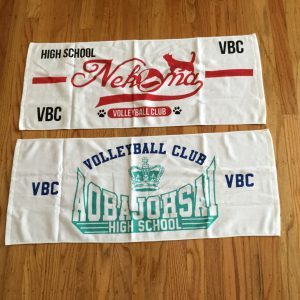 HIGH SCHOOL
VBC
Nekoma
VBC
VOLLEYBALL CLUB
VOLLEYBALL CLUB
VBC
VBC
AOBAJOHSAI
HIGH SCHOOL